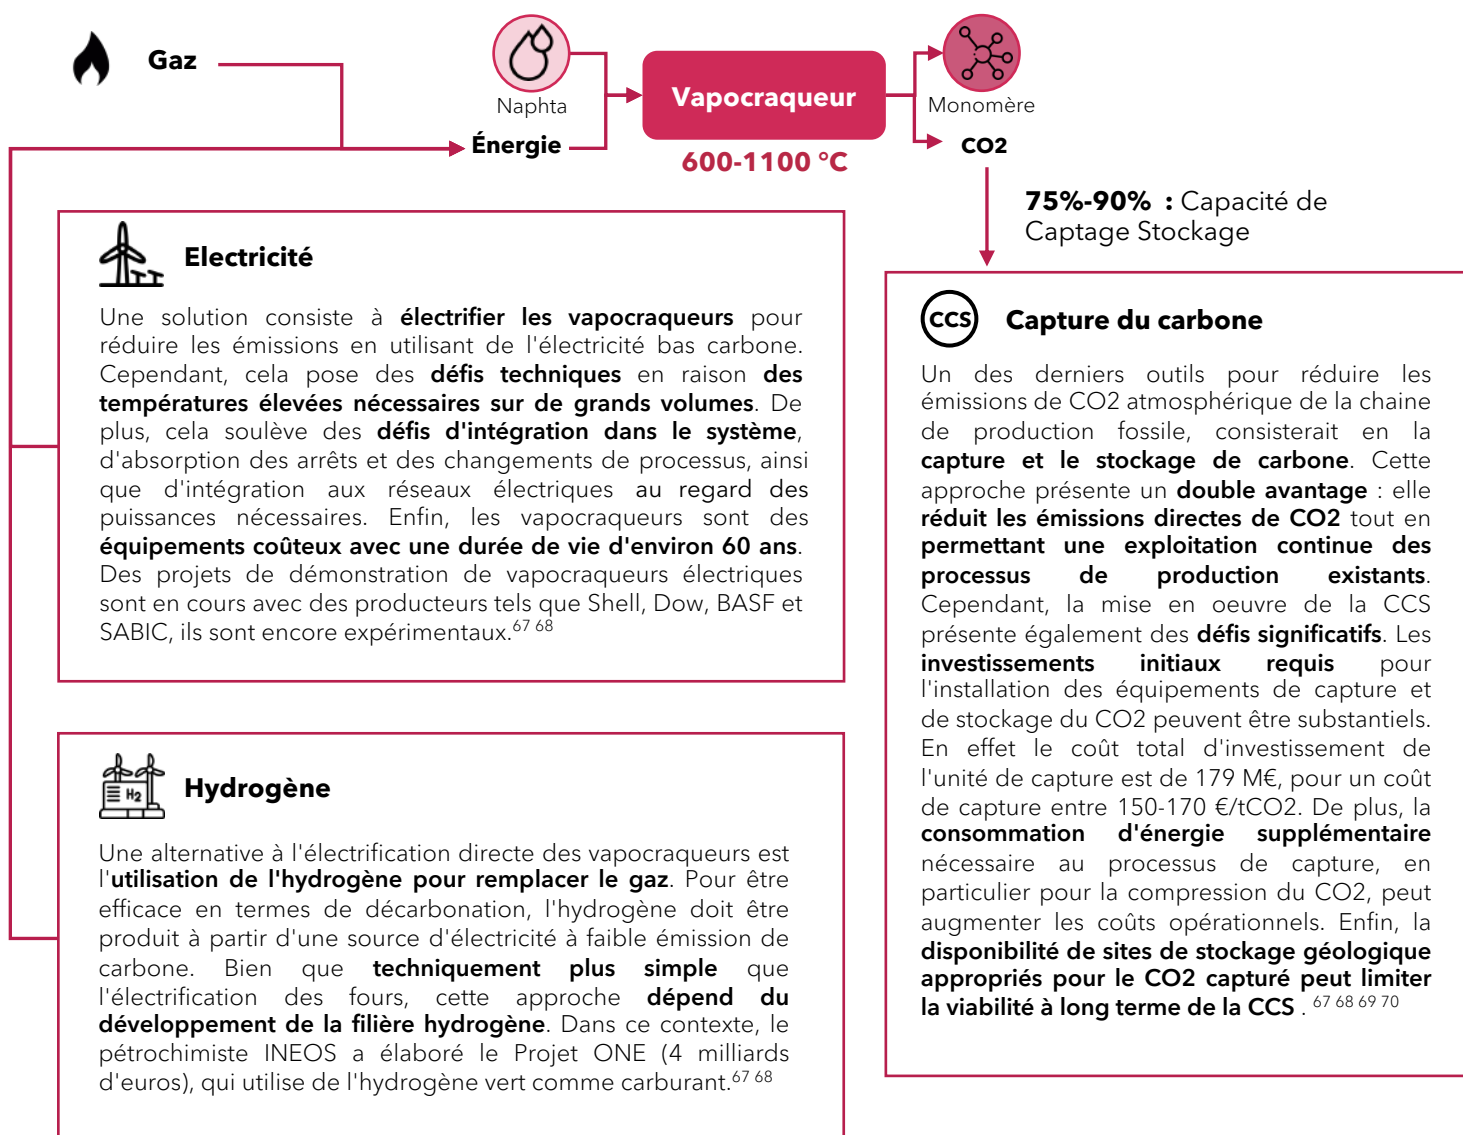 Gaz
Naphta
Énergie
Vapocraqueur
600-1100 °C
Monomère
CO2
75%-90% : Capacité de
Captage Stockage
Electricité
Une solution consiste à électrifier les vapocraqueurs pour
réduire les émissions en utilisant de l'électricité bas carbone.
Cependant, cela pose des défis techniques en raison des
températures élevées nécessaires sur de grands volumes. De
plus, cela soulève des défis d'intégration dans le système,
d'absorption des arrêts et des changements de processus, ainsi
que d'intégration aux réseaux électriques au regard des
puissances nécessaires. Enfin, les vapocraqueurs sont des
équipements coûteux avec une durée de vie d'environ 60 ans.
Des projets de démonstration de vapocraqueurs électriques
sont en cours avec des producteurs tels que Shell, Dow, BASF et
SABIC, ils sont encore expérimentaux.67 68
H2
Hydrogène
Une alternative à l'électrification directe des vapocraqueurs est
l'utilisation de l'hydrogène pour remplacer le gaz. Pour être
efficace en termes de décarbonation, l'hydrogène doit être
produit à partir d'une source d'électricité à faible émission de
carbone. Bien que techniquement plus simple que
l'électrification des fours, cette approche dépend du
développement de la filière hydrogène. Dans ce contexte, le
pétrochimiste INEOS a élaboré le Projet ONE (4 milliards
d'euros), qui utilise de l'hydrogène vert comme carburant.67 68
CCS
Capture du carbone
Un des derniers outils pour réduire les
émissions de CO2 atmosphérique de la chaine
de production fossile, consisterait en la
capture et le stockage de carbone. Cette
approche présente un double avantage : elle
réduit les émissions directes de CO2 tout en
permettant une exploitation continue des
processus de production existants.
Cependant, la mise en oeuvre de la CCS
présente également des défis significatifs. Les
investissements initiaux requis pour
l'installation des équipements de capture et
de stockage du CO2 peuvent être substantiels.
En effet le coût total d'investissement de
l'unité de capture est de 179 M€, pour un coût
de capture entre 150-170 €/tCO2. De plus, la
consommation d'énergie supplémentaire
nécessaire au processus de capture, en
particulier pour la compression du CO2, peut
augmenter les coûts opérationnels. Enfin, la
disponibilité de sites de stockage géologique
appropriés pour le CO2 capturé peut limiter
la viabilité à long terme de la CCS . 67 68 69 70